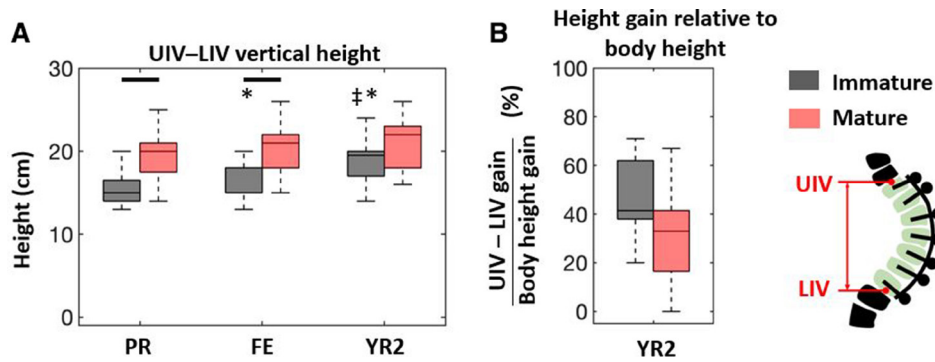 A
UIV–LIV vertical height
30
20
10
0
Height (cm)
*
‡*
PR
FE
YR2
B
Height gain relative to
body height
100
80
60
40
20
0
UIV – LIV gain
Body height gain
(%)
YR2
Immature
Mature
UIV
LIV